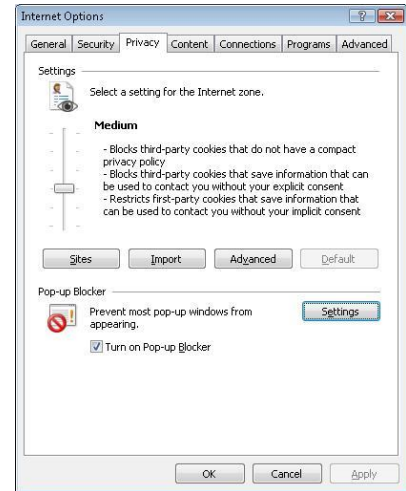 Internet Options
General Security Privacy Content Connections Programs Advanced
Settings
Select a setting for the Internet zone.
Medium
- Blocks third-party cookies that do not have a compact
privacy policy
- Blocks third-party cookies that save information that can
be used to contact you without your explicit consent
- Restricts first-party cookies that save information that
can be used to contact you without your implicit consent
Sites Import Advanced Default
Pop-up Blocker
Prevent most pop-up windows from
appearing.
Settings
Turn on Pop-up Blocker
OK Cancel Apply